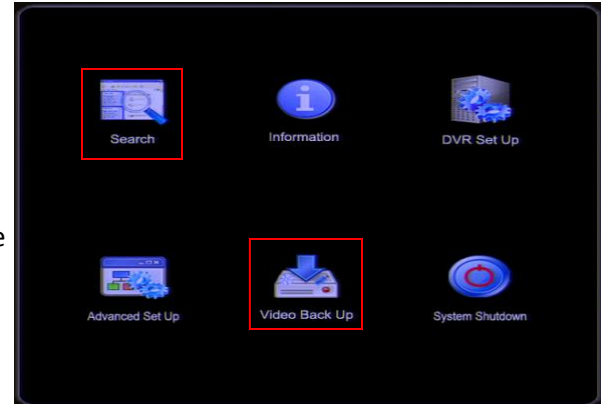 Search
Information
DVR Set Up
e
Advanced Set Up
Video Back Up
System Shutdown